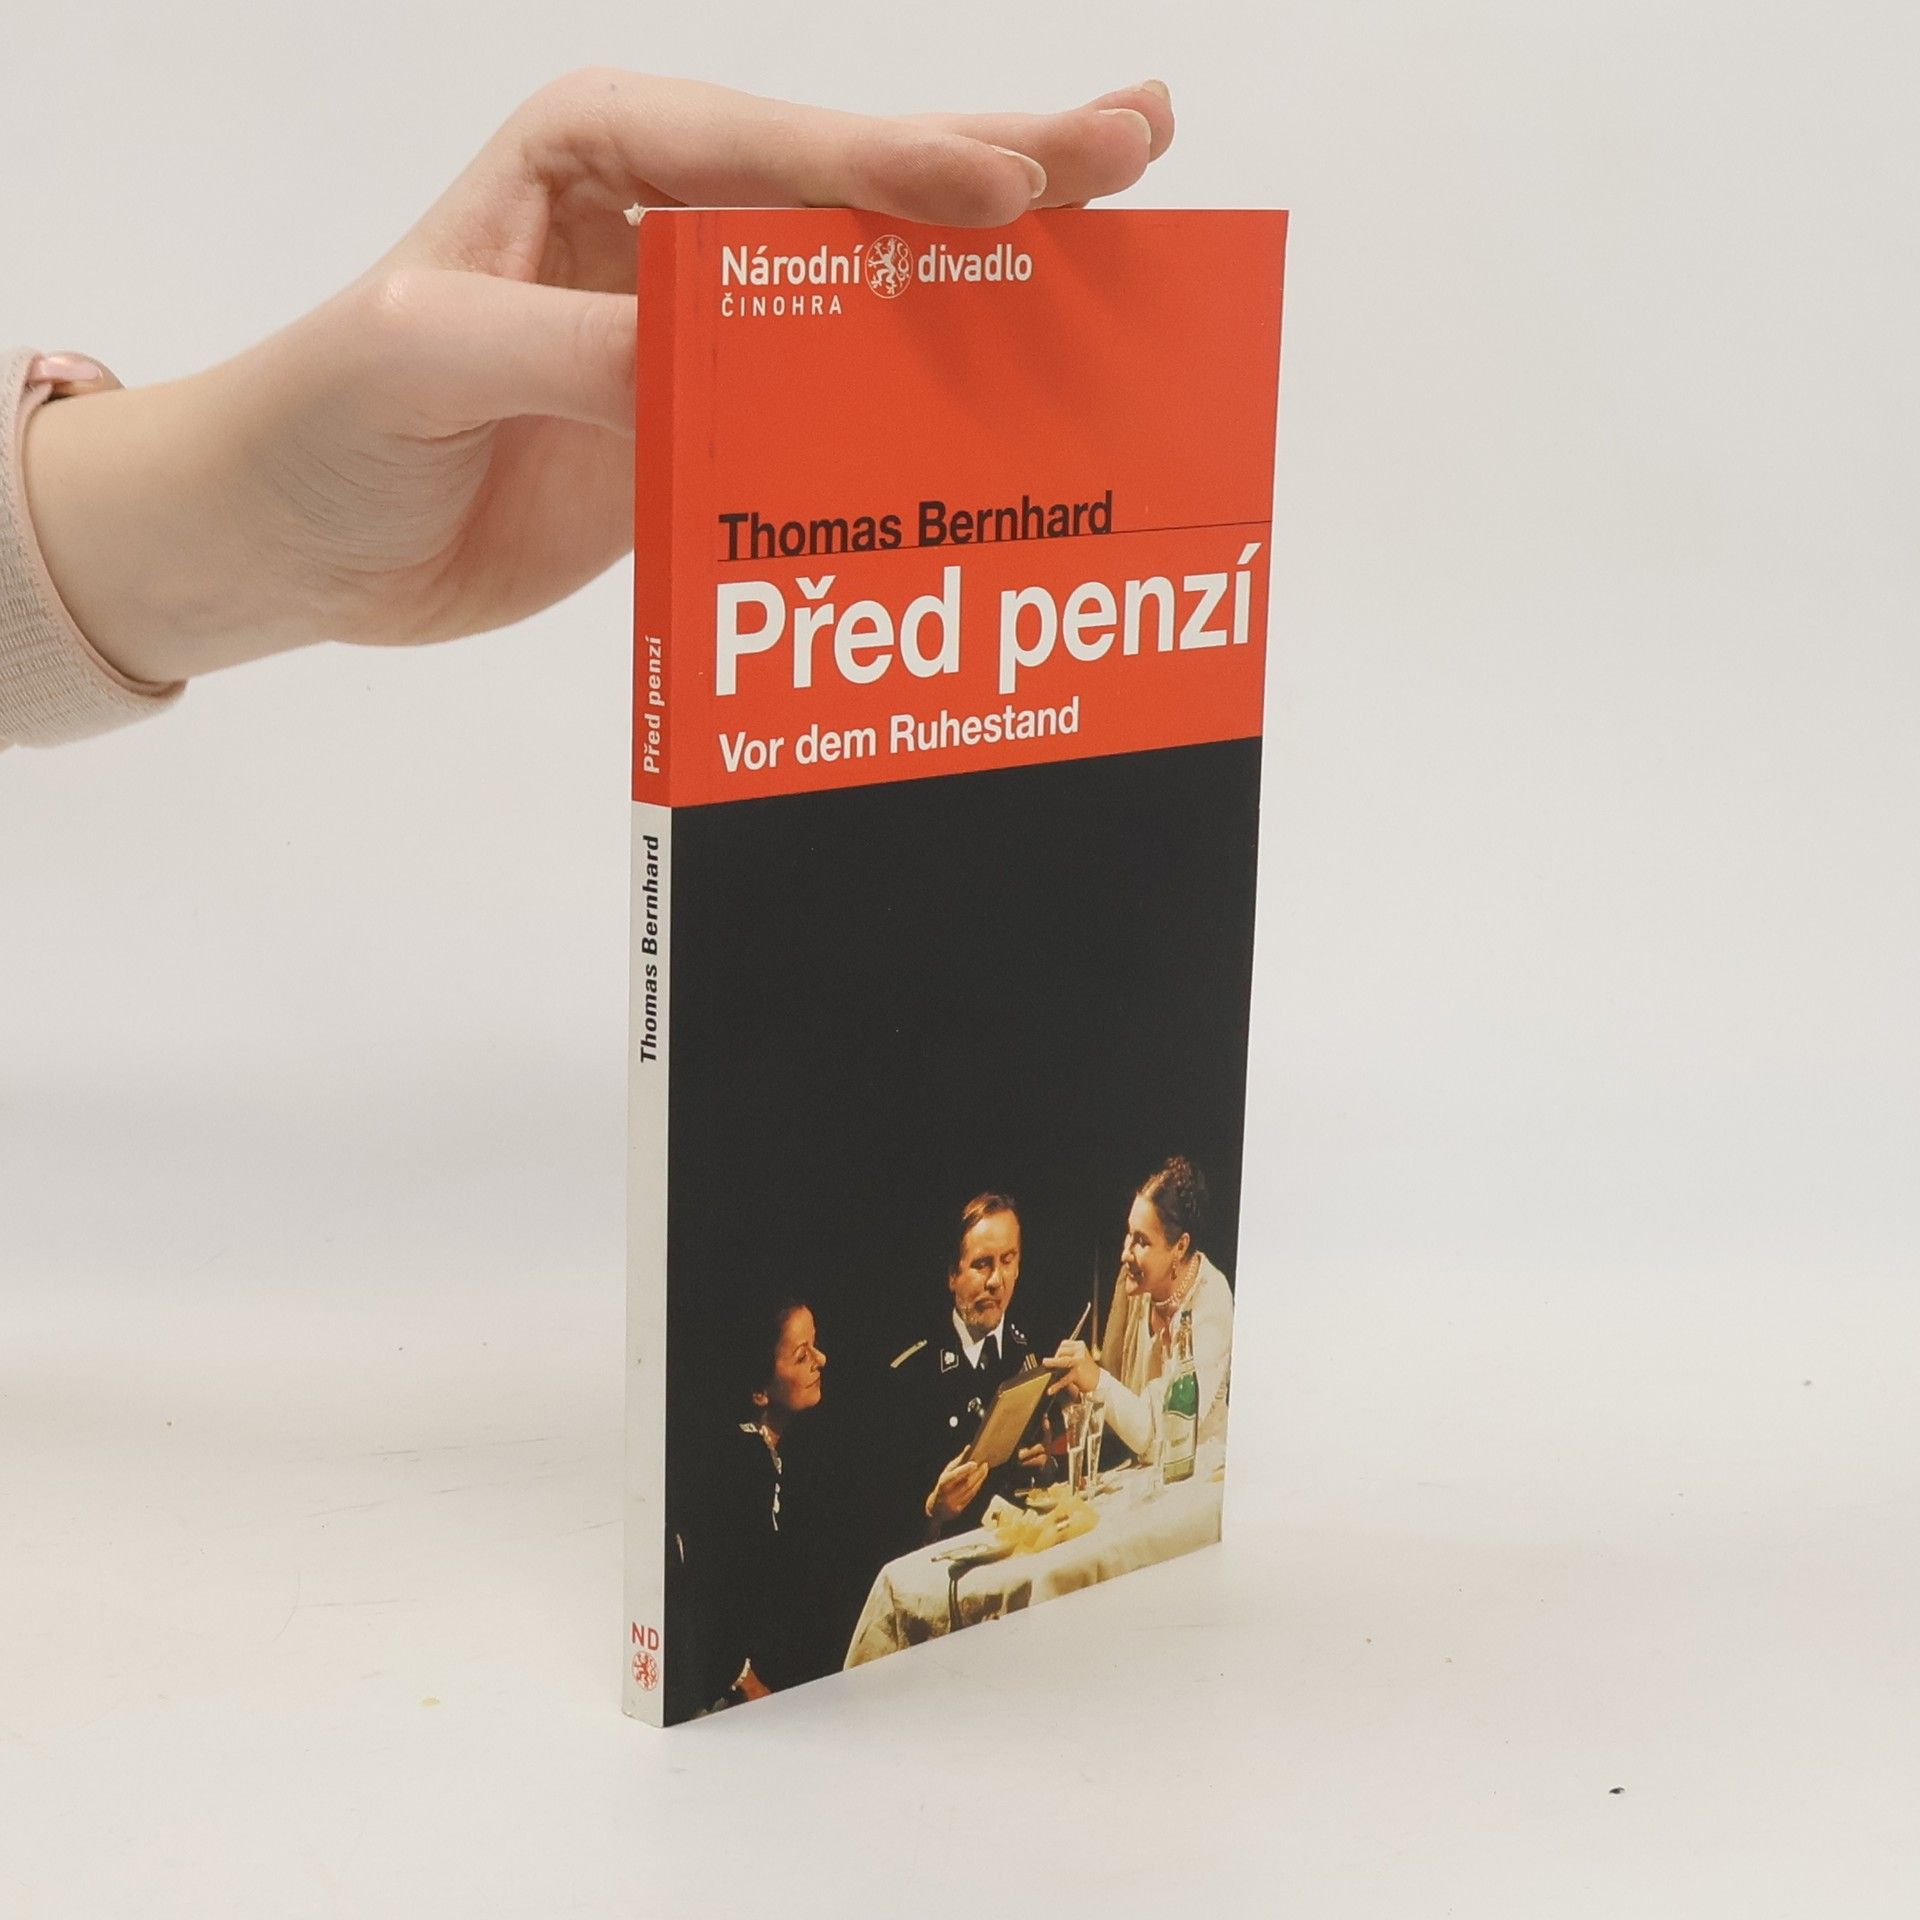 Národní divadlo
ČINOHRA
Thomas Bernhard
Před penzí
Vor dem Ruhestand
Před penzí
Thomas Bernhard
ND